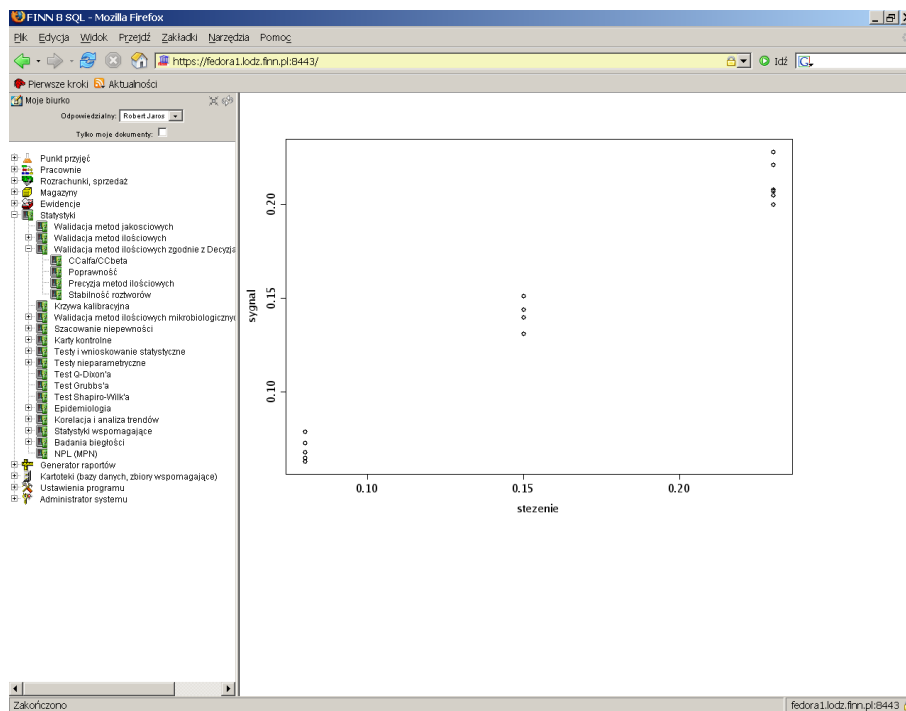 FINN 8 SQL - Mozilla Firefox
Plik Edycja Widok Przejdź Zakładki Narzędzia Pomoc
https://fedora1.lodz.finn.pl:8443/
Idź
G
Pierwsze kroki Aktualności
Moje biurko
Odpowiedzialny: Robert Jaros
Tylko moje dokumenty:
Punkt przyjęć
Pracownie
Rozrachunki, sprzedaż
Magazyny
Ewidencje
Statystyki
Walidacja metod jakosciowych
Walidacja metod ilościowych
Walidacja metod ilościowych zgodnie z Decyzja
CCalfa/CCbeta
Poprawność
Precyzja metod ilościowych
Stabilność roztworów
Krzywa kalibracyjna
Walidacja metod ilościowych mikrobiologiczny
Szacowanie niepewności
Karty kontrolne
Testy i wnioskowanie statystyczne
Testy nieparametryczne
Test Q-Dixon'a
Test Grubbs'a
Test Shapiro-Wilk'a
Epidemiologia
Korelacja i analiza trendów
Statystyki wspomagające
Badania biegłości
NPL (MPN)
Generator raportów
Kartoteki (bazy danych, zbiory wspomagające)
Ustawienia programu
Administrator systemu
sygnal
0.20
0.15
0.10
0.10 0.15 0.20
stezenie
Zakończono
fedora1.lodz.finn.pl:8443